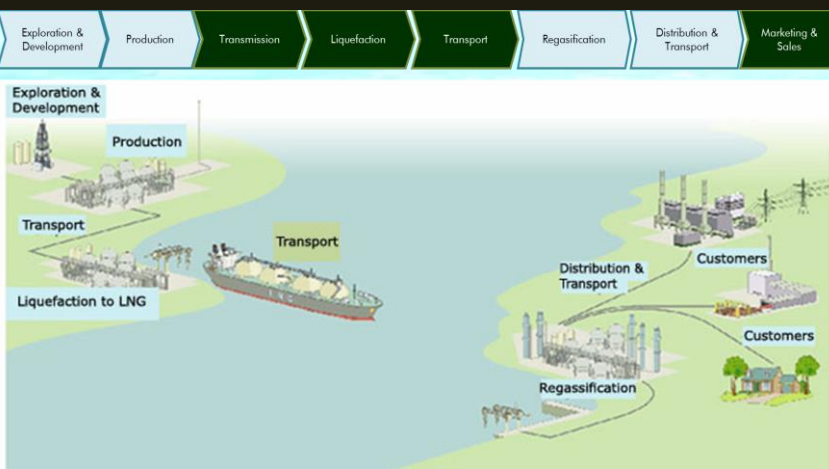 Exploration &
Development
Production
Transmission
Liquefaction
Transport
Regasification
Distribution &
Transport
Marketing &
Sales
Exploration &
Development
Production
Transport
Liquefaction to LNG
Transport
LNG
Distribution &
Transport
Customers
Customers
Regassification